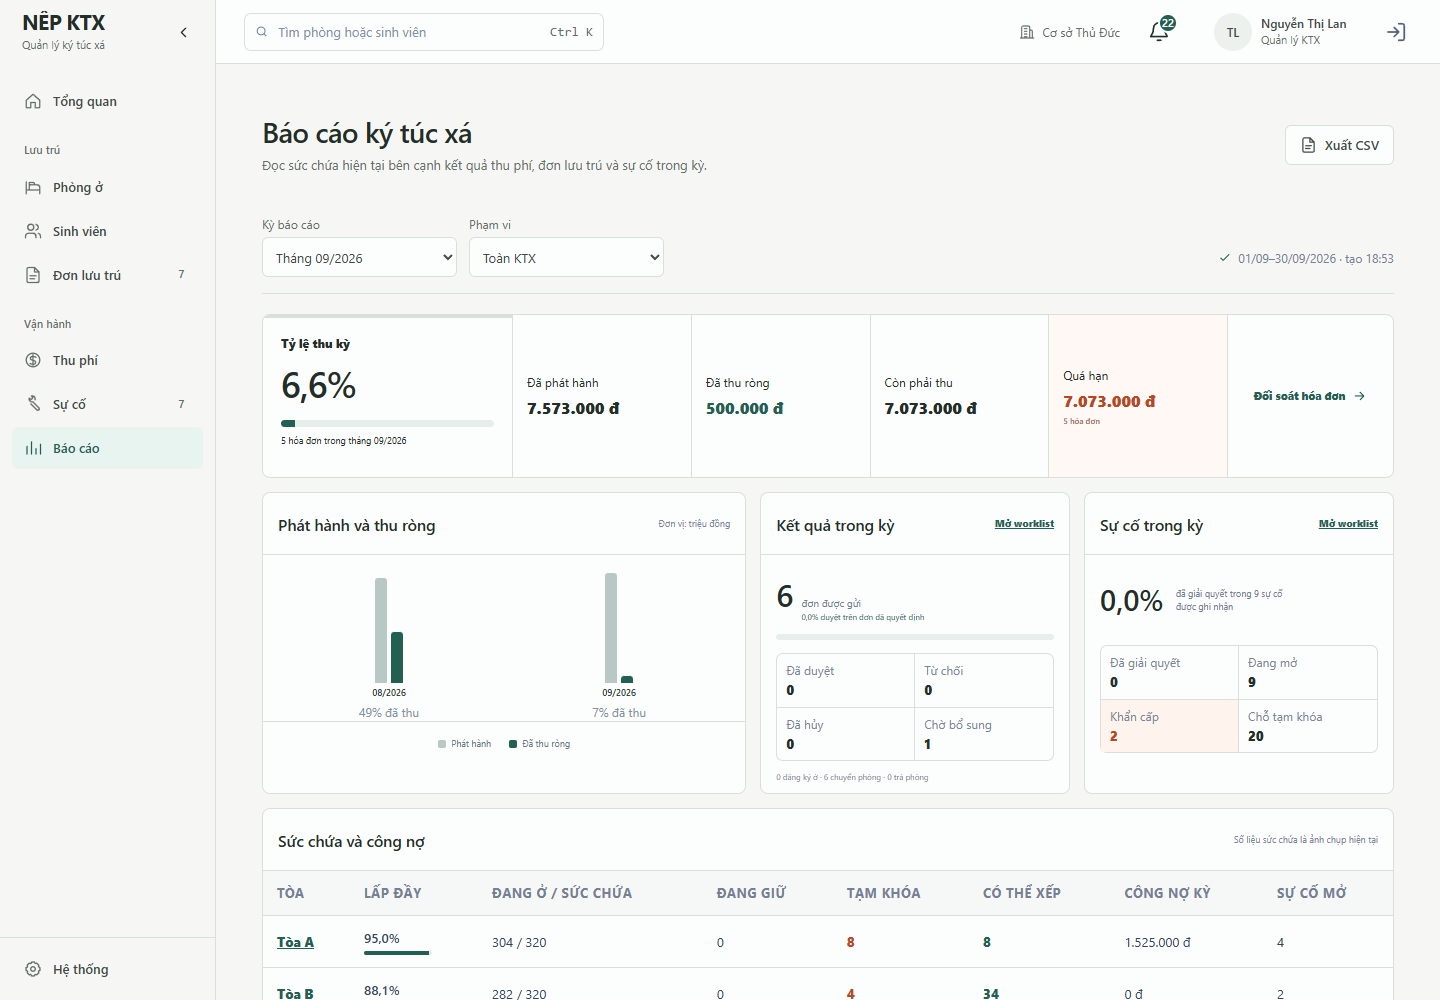 NẾP KTX
Quản lý ký túc xá
Tìm phòng hoặc sinh viên
Ctrl K
Cơ sở Thủ Đức
22
TL
Nguyễn Thị Lan
Quản lý KTX
Tổng quan
Lưu trú
Phòng ở
Sinh viên
Đơn lưu trú
7
Vận hành
Thu phí
Sự cố
7
Báo cáo
Hệ thống
Báo cáo ký túc xá
Đọc sức chứa hiện tại bên cạnh kết quả thu phí, đơn lưu trú và sự cố trong kỳ.
Xuất CSV
Kỳ báo cáo
Phạm vi
Tháng 09/2026
Toàn KTX
01/09–30/09/2026 · tạo 18:53
Tỷ lệ thu kỳ
6,6%
5 hóa đơn trong tháng 09/2026
Đã phát hành
7.573.000 đ
Đã thu ròng
500.000 đ
Còn phải thu
7.073.000 đ
Quá hạn
7.073.000 đ
5 hóa đơn
Đối soát hóa đơn
Phát hành và thu ròng
Đơn vị: triệu đồng
08/2026
49% đã thu
09/2026
7% đã thu
Phát hành
Đã thu ròng
Kết quả trong kỳ
Mở worklist
6
đơn được gửi
0,0% duyệt trên đơn đã quyết định
Đã duyệt
0
Từ chối
0
Đã hủy
0
Chờ bổ sung
1
0 đăng ký ở · 6 chuyển phòng · 0 trả phòng
Sự cố trong kỳ
Mở worklist
0,0%
đã giải quyết trong 9 sự cố
được ghi nhận
Đã giải quyết
0
Đang mở
9
Khẩn cấp
2
Chỗ tạm khóa
20
Sức chứa và công nợ
Số liệu sức chứa là ảnh chụp hiện tại
TÒA
LẤP ĐẦY
ĐANG Ở / SỨC CHỨA
ĐANG GIỮ
TẠM KHÓA
CÓ THỂ XẾP
CÔNG NỢ KỲ
SỰ CỐ MỞ
Tòa A
95,0%
304 / 320
0
8
8
1.525.000 đ
4
Tòa B
88,1%
282 / 320
0
4
34
0 đ
2